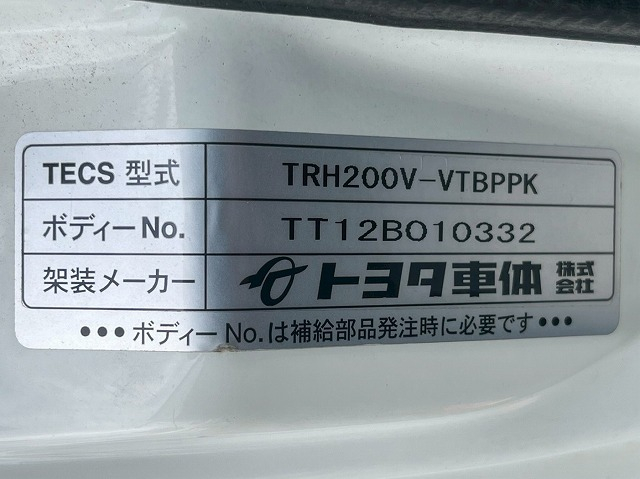 TECS 型式 TRH200V-VTBPPK
ボディーNo. TT12B010332
架装メーカー トヨタ車体 株式会社
●●●ボディーNo.は補給部品発注時に必要です●●●